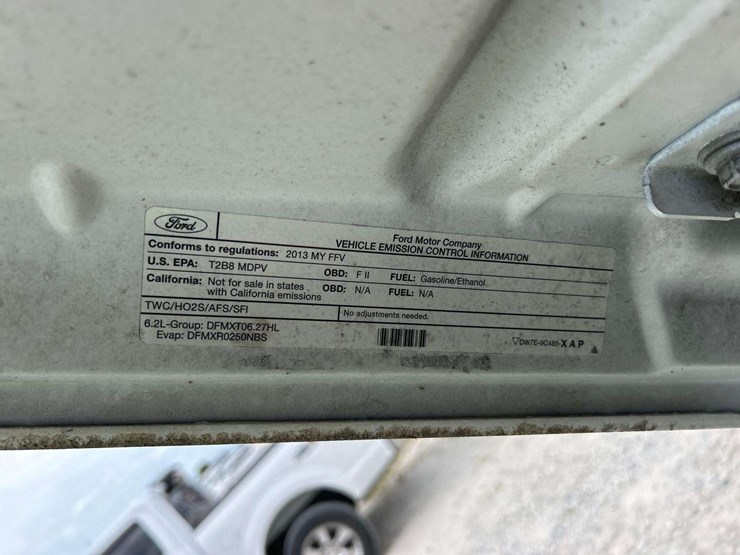 Ford
Ford Motor Company
VEHICLE EMISSION CONTROL INFORMATION
Conforms to regulations: 2013 MY FFV
U.S. EPA: T2B8 MDPV OBD: F II FUEL: Gasoline/Ethanol
California: Not for sale in states with California emissions OBD: N/A FUEL: N/A
TWC/HO2S/AFS/SFI
No adjustments needed.
6.2L-Group: DFMXT06.27HL
Evap: DFMXR0250NBS
DW7E-9C485-XAP